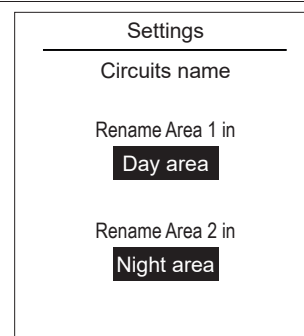 Settings
Circuits name
Rename Area 1 in
Day area
Rename Area 2 in
Night area